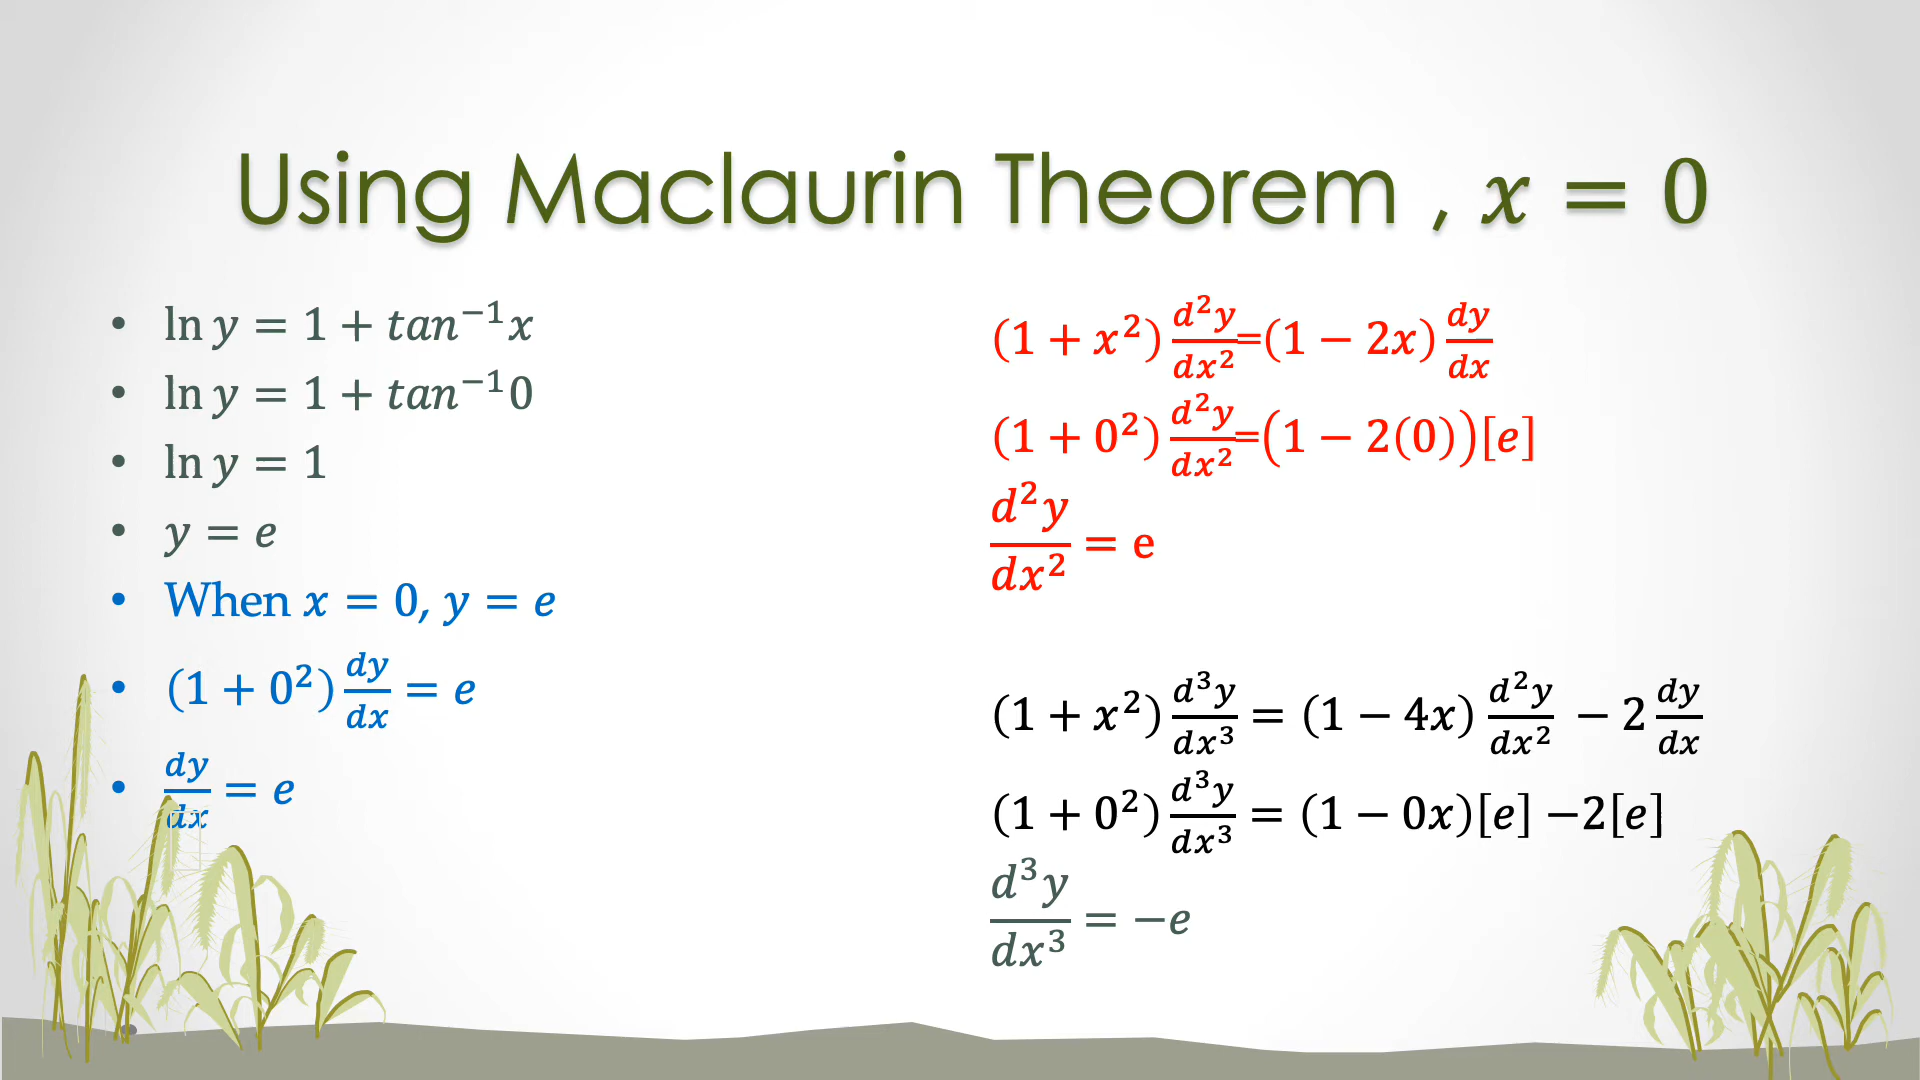 Using Maclaurin Theorem , x = 0
• ln y = 1 + tan⁻¹x
• ln y = 1 + tan⁻¹0
• ln y = 1
• y = e
• When x = 0, y = e
• (1 + 0²) dy/dx = e
• dy/dx = e
(1 + x²) d²y/dx²=(1 − 2x) dy/dx
(1 + 0²) d²y/dx²=(1 − 2(0))[e]
d²y/dx² = e
(1 + x²) d³y/dx³ = (1 − 4x) d²y/dx² − 2 dy/dx
(1 + 0²) d³y/dx³ = (1 − 0x)[e] −2[e]
d³y/dx³ = −e